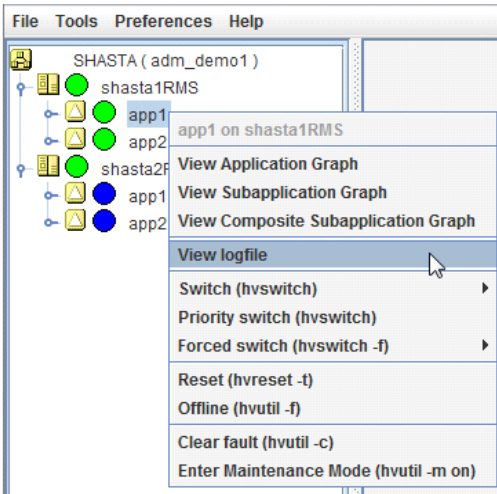 File Tools Preferences Help
SHASTA ( adm_demo1 )
shasta1RMS
app1
app2
shasta2F
app1
app2
app1 on shasta1RMS
View Application Graph
View Subapplication Graph
View Composite Subapplication Graph
View logfile
Switch (hvswitch)
Priority switch (hvswitch)
Forced switch (hvswitch -f)
Reset (hvreset -t)
Offline (hvutil -f)
Clear fault (hvutil -c)
Enter Maintenance Mode (hvutil -m on)